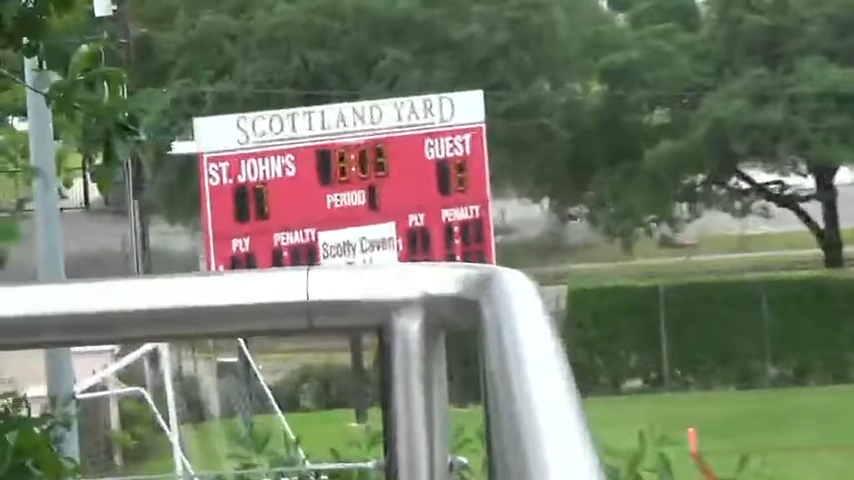 SCOTTLAND YARD
ST. JOHN'S GUEST
PERIOD
PLY PENALTY PLY PENALTY
Scotty Caven